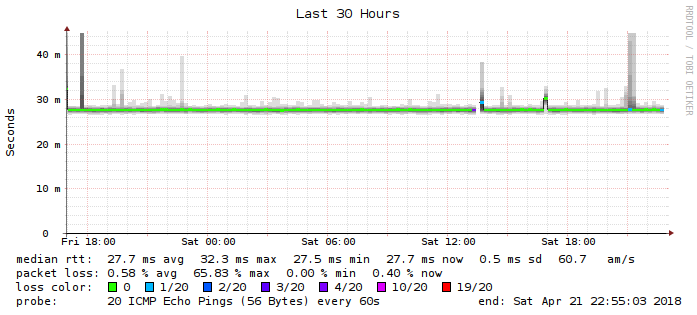 Last 30 Hours
RRDTOOL / TOBI OETIKER
Seconds
40 m
30 m
20 m
10 m
0
Fri 18:00 Sat 00:00 Sat 06:00 Sat 12:00 Sat 18:00
median rtt: 27.7 ms avg 32.3 ms max 27.5 ms min 27.7 ms now 0.5 ms sd 60.7 am/s
packet loss: 0.58 % avg 65.83 % max 0.00 % min 0.40 % now
loss color: 0 1/20 2/20 3/20 4/20 10/20 19/20
probe: 20 ICMP Echo Pings (56 Bytes) every 60s end: Sat Apr 21 22:55:03 2018